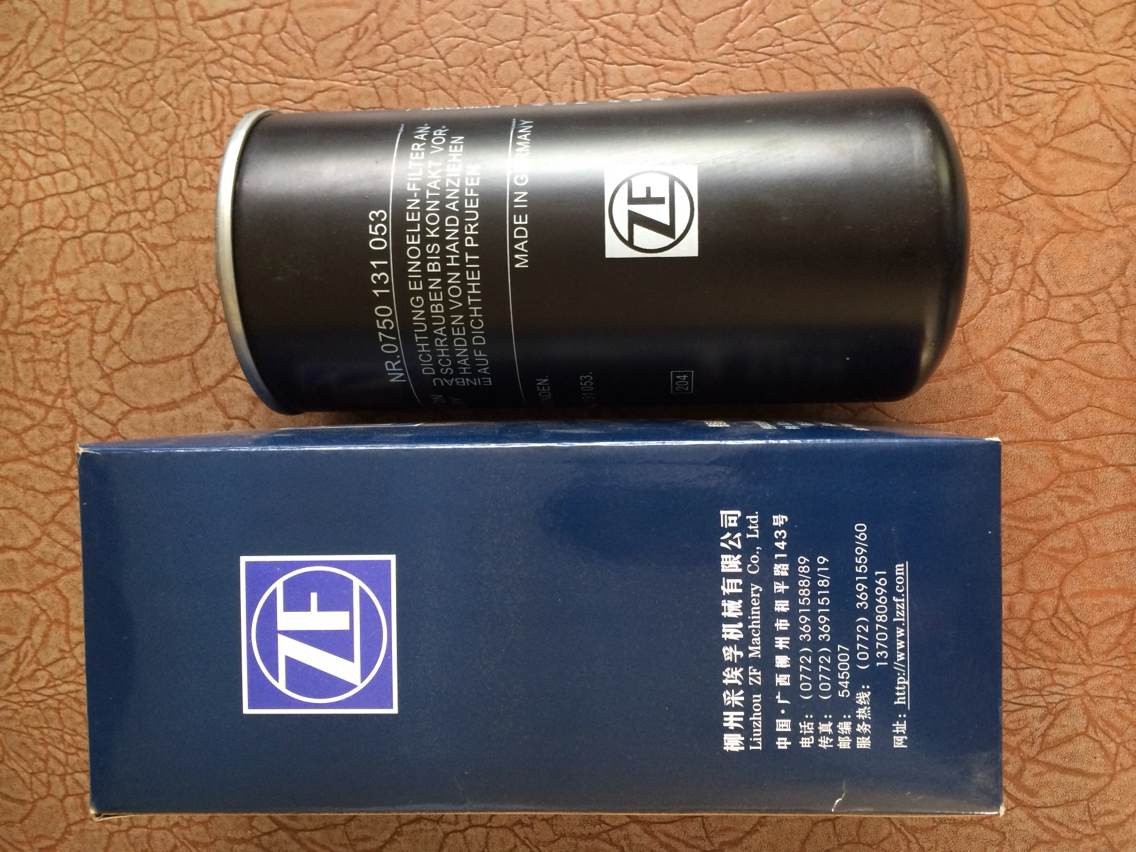 NR.0750 131 053
DICHTUNG EINOELEN-FILTER AN-
SCHRAUBEN BIS KONTAKT VOR-
HANDEN VON HAND ANZIEHEN
AUF DICHTHEIT PRUEFEN
MADE IN GERMANY
ZF
204
ZF
柳州采埃孚机械有限公司
Liuzhou ZF Machinery Co., Ltd.
中国·广西柳州市和平路143号
电话：(0772) 3691588/89
传真：(0772) 3691518/19
邮编：545007
服务热线：(0772) 3691559/60
13707806961
网址：http://www.lzzf.com